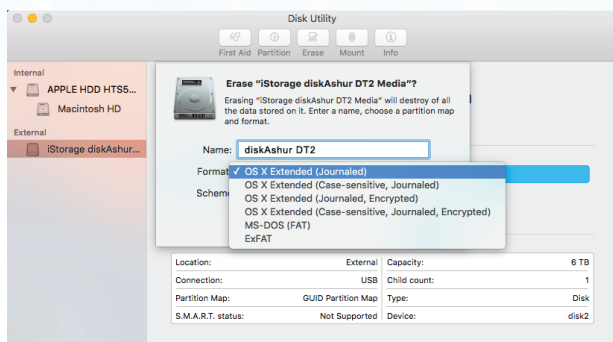 Disk Utility
First Aid Partition Erase Mount Info
Internal
APPLE HDD HTS5...
Macintosh HD
External
iStorage diskAshur...
Erase “iStorage diskAshur DT2 Media”?
Erasing “iStorage diskAshur DT2 Media” will destroy of all
the data stored on it. Enter a name, choose a partition map
and format.
Name: diskAshur DT2
Format ✓ OS X Extended (Journaled)
OS X Extended (Case-sensitive, Journaled)
Schem
OS X Extended (Journaled, Encrypted)
OS X Extended (Case-sensitive, Journaled, Encrypted)
MS-DOS (FAT)
ExFAT
Location: External Capacity: 6 TB
Connection: USB Child count: 1
Partition Map: GUID Partition Map Type: Disk
S.M.A.R.T. status: Not Supported Device: disk2